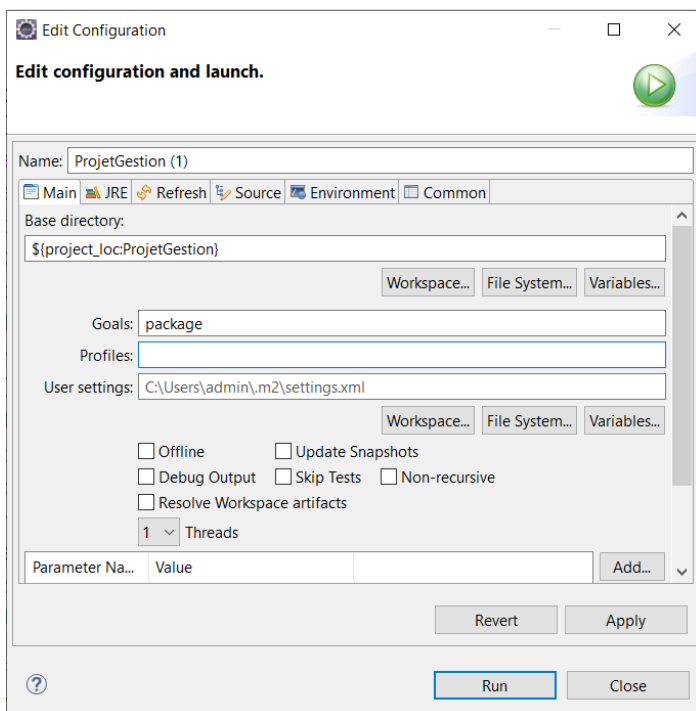 Edit Configuration
Edit configuration and launch.
Name: ProjetGestion (1)
Main JRE Refresh Source Environment Common
Base directory:
${project_loc:ProjetGestion}
Workspace... File System... Variables...
Goals: package
Profiles:
User settings: C:\Users\admin\.m2\settings.xml
Workspace... File System... Variables...
Offline Update Snapshots
Debug Output Skip Tests Non-recursive
Resolve Workspace artifacts
1 Threads
Parameter Na... Value Add...
Revert Apply
? Run Close